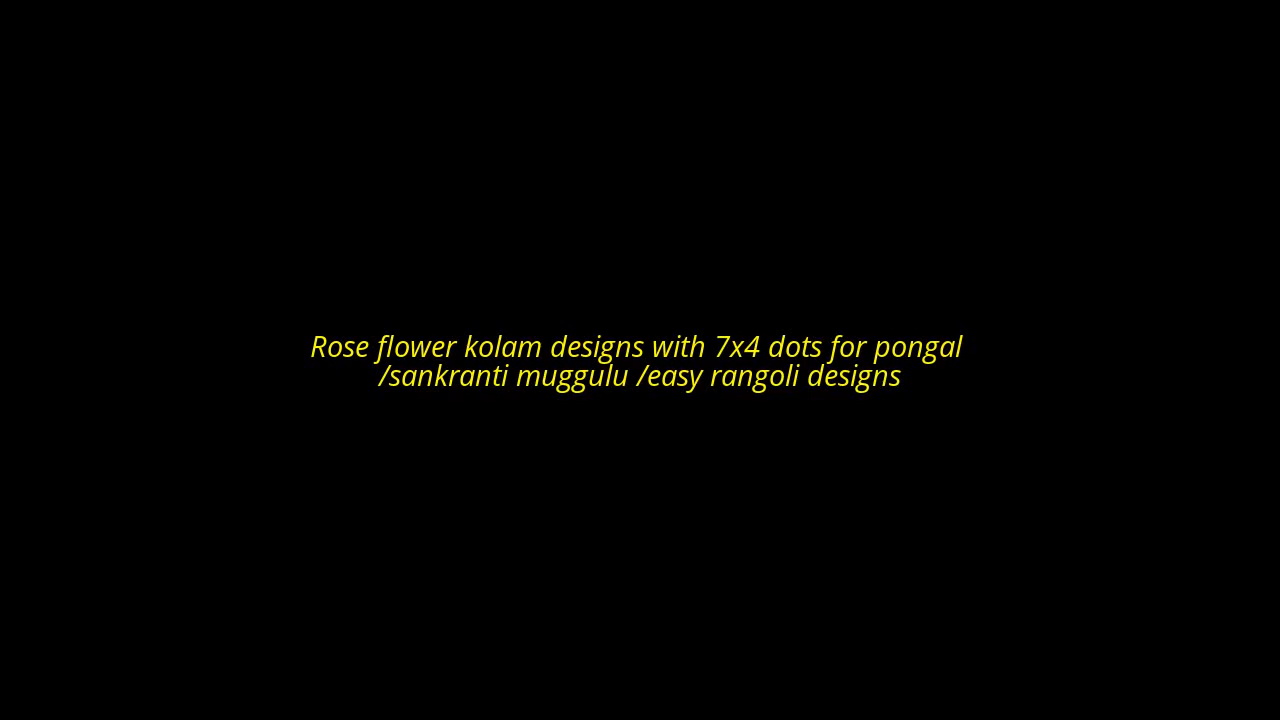 Rose flower kolam designs with 7x4 dots for pongal
/sankranti muggulu /easy rangoli designs